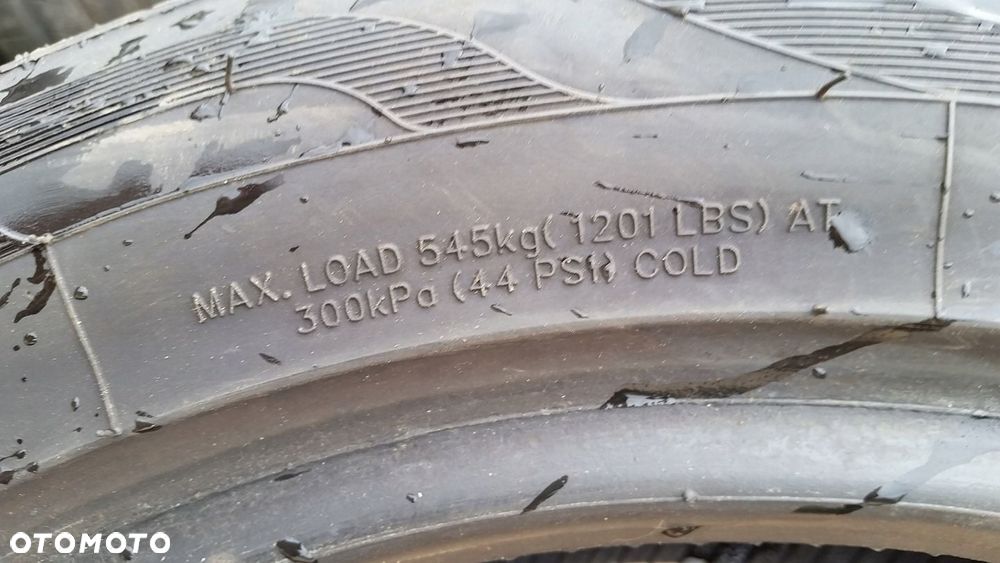 MAX. LOAD 545kg(1201 LBS) AT
300kPa (44 PSI) COLD
OTOMOTO